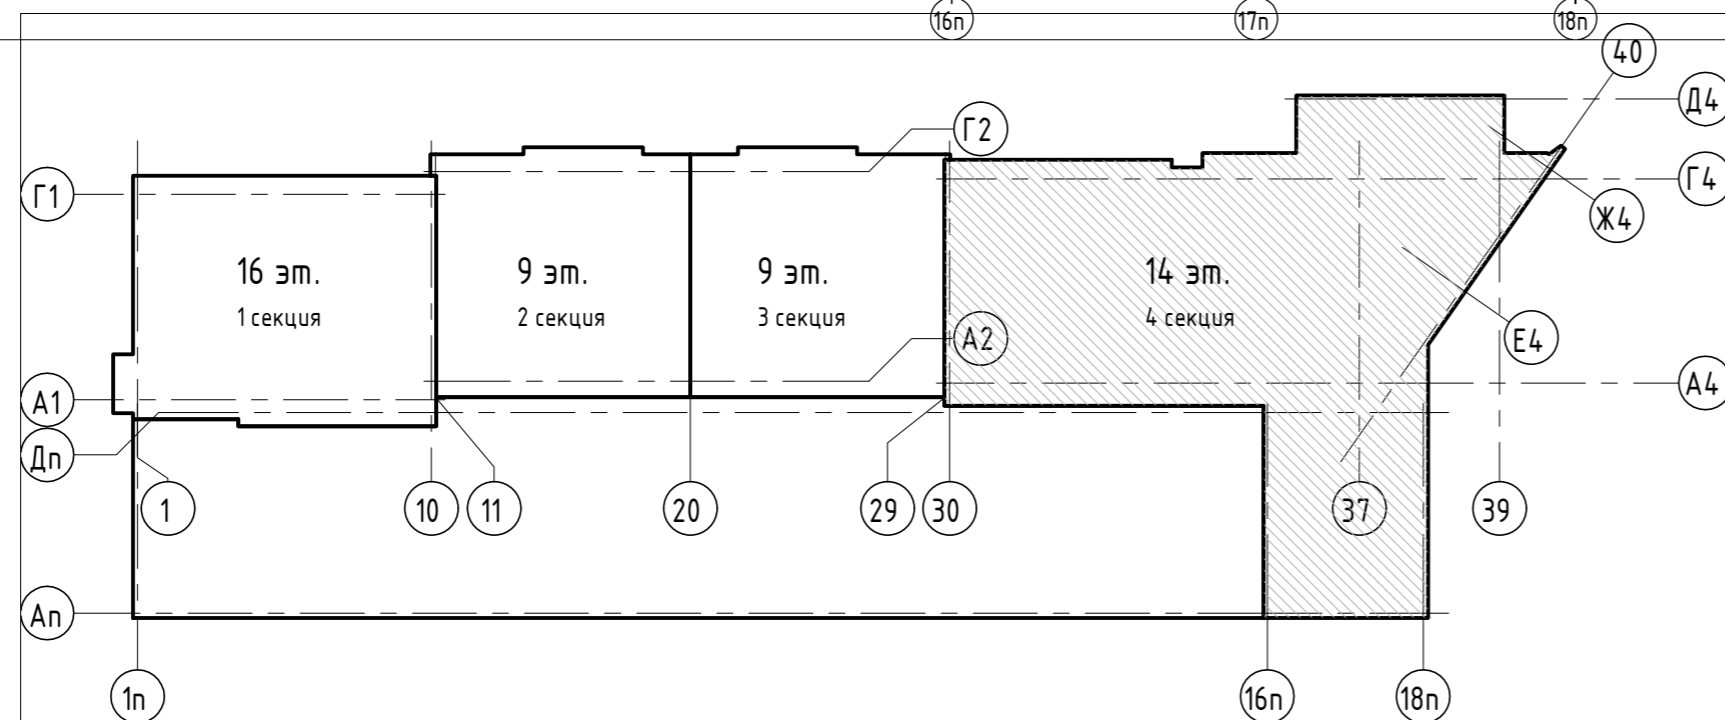 16п 17п 18п
40
Д4
Г2
Г1 Г4
Ж4
16 эт. 9 эт. 9 эт. 14 эт.
1 секция 2 секция 3 секция 4 секция
А2 Е4
А1 А4
Дп
1 10 11 20 29 30 37 39
Ап
1п 16п 18п